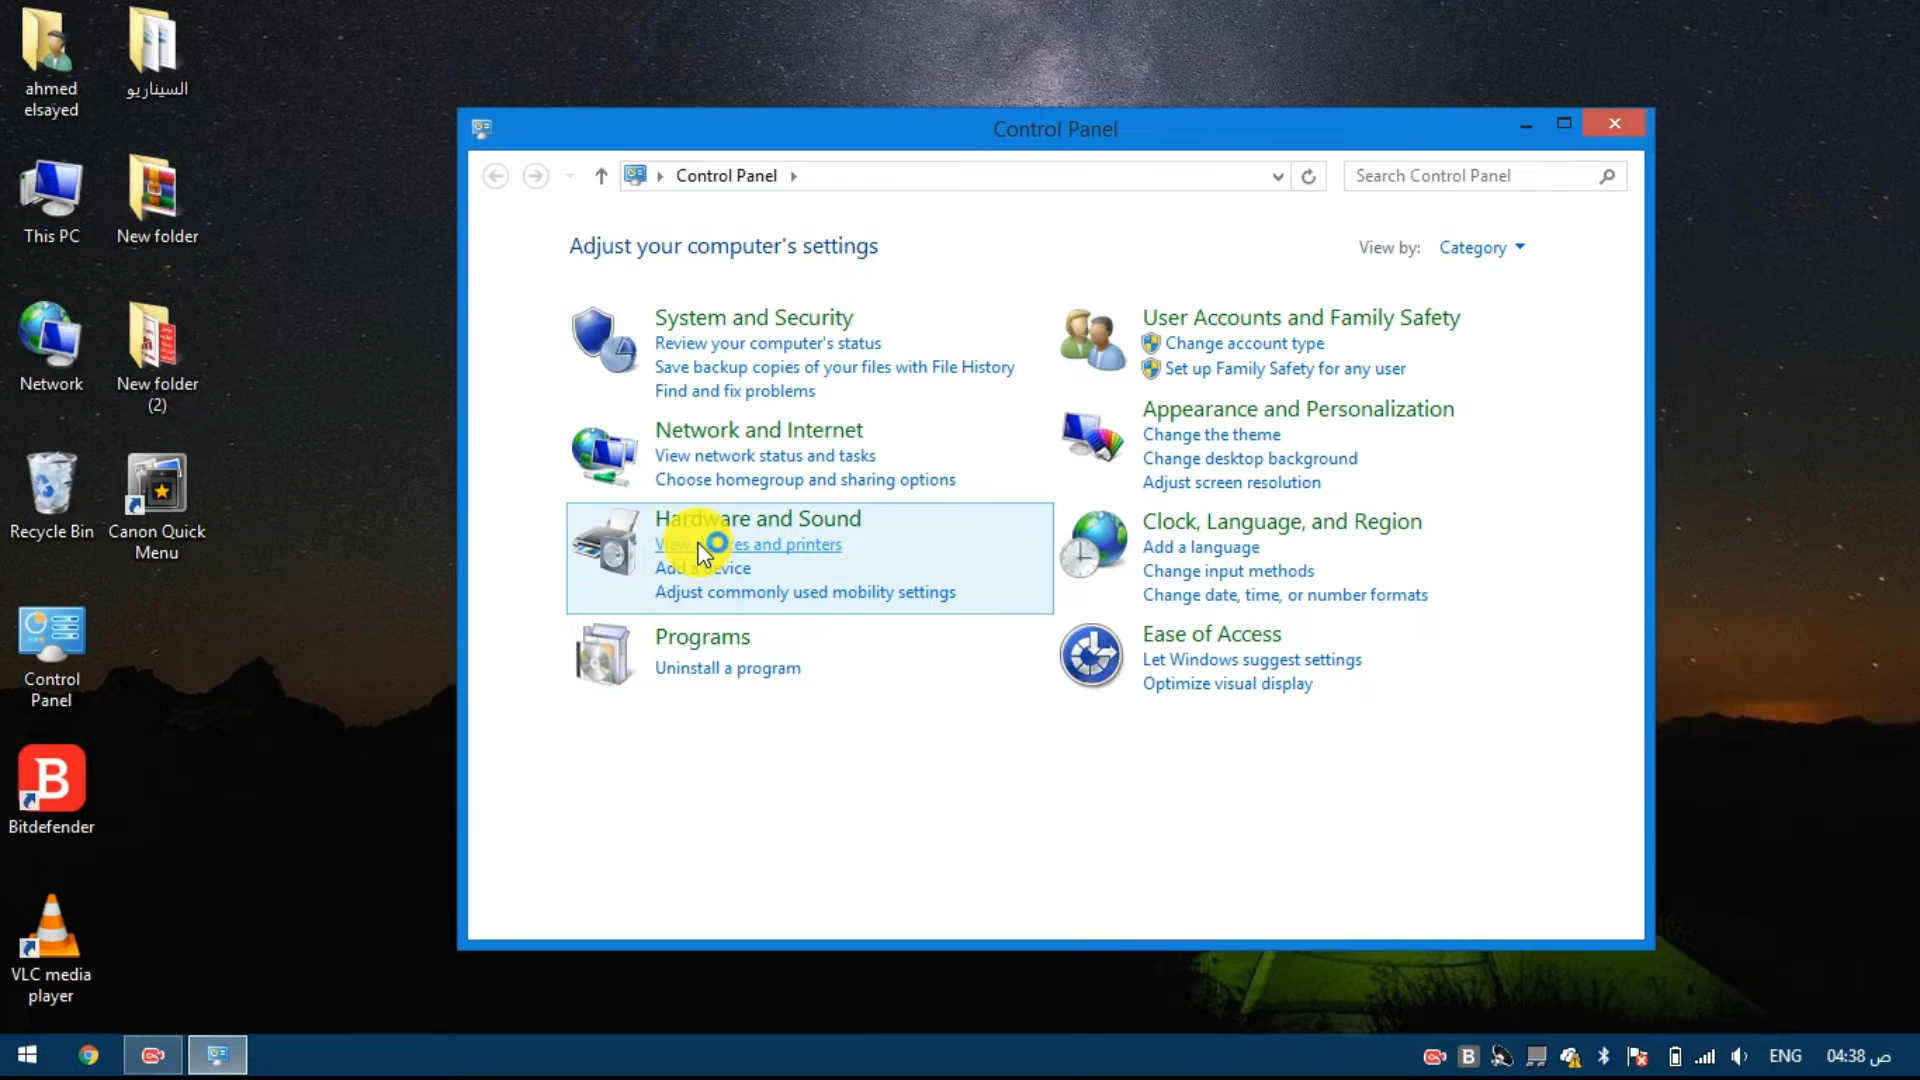 ahmed
elsayed
السيناريو
This PC
New folder
Network
New folder
(2)
Recycle Bin
Canon Quick
Menu
Control
Panel
B
Bitdefender
VLC media
player
Control Panel
Control Panel
Search Control Panel
Adjust your computer's settings
View by: Category
System and Security
Review your computer's status
Save backup copies of your files with File History
Find and fix problems
Network and Internet
View network status and tasks
Choose homegroup and sharing options
Hardware and Sound
View devices and printers
Add a device
Adjust commonly used mobility settings
Programs
Uninstall a program
User Accounts and Family Safety
Change account type
Set up Family Safety for any user
Appearance and Personalization
Change the theme
Change desktop background
Adjust screen resolution
Clock, Language, and Region
Add a language
Change input methods
Change date, time, or number formats
Ease of Access
Let Windows suggest settings
Optimize visual display
B
ENG
04:38 ص